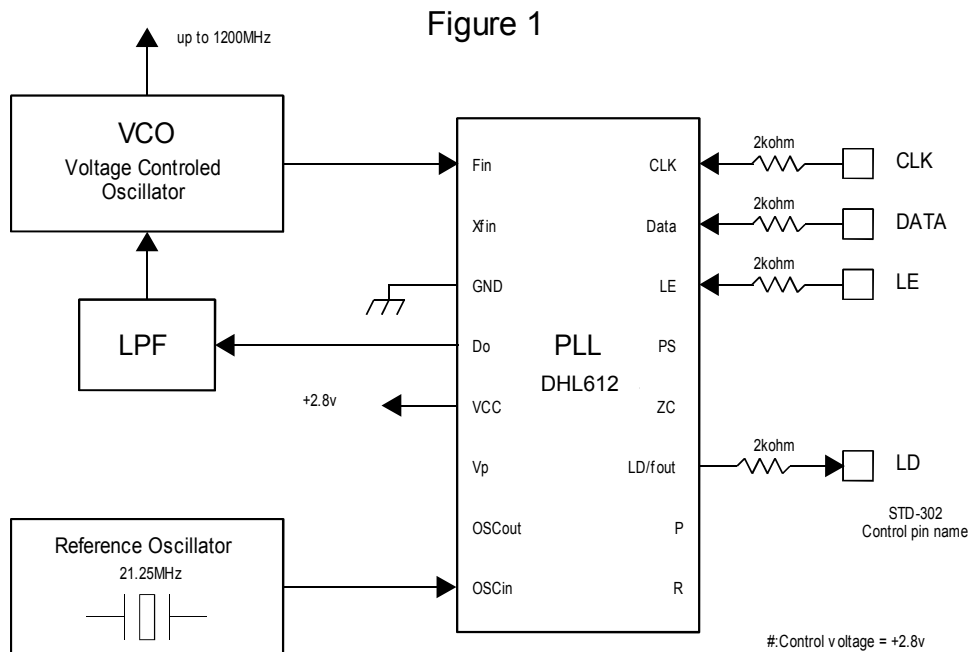 Figure 1
up to 1200MHz
VCO
Voltage Controled
Oscillator
LPF
+2.8v
Reference Oscillator
21.25MHz
Fin
Xfin
GND
Do
VCC
Vp
OSCout
OSCin
PLL
DHL612
CLK
Data
LE
PS
ZC
LD/fout
P
R
2kohm
CLK
2kohm
DATA
2kohm
LE
2kohm
LD
STD-302
Control pin name
#:Control voltage = +2.8v